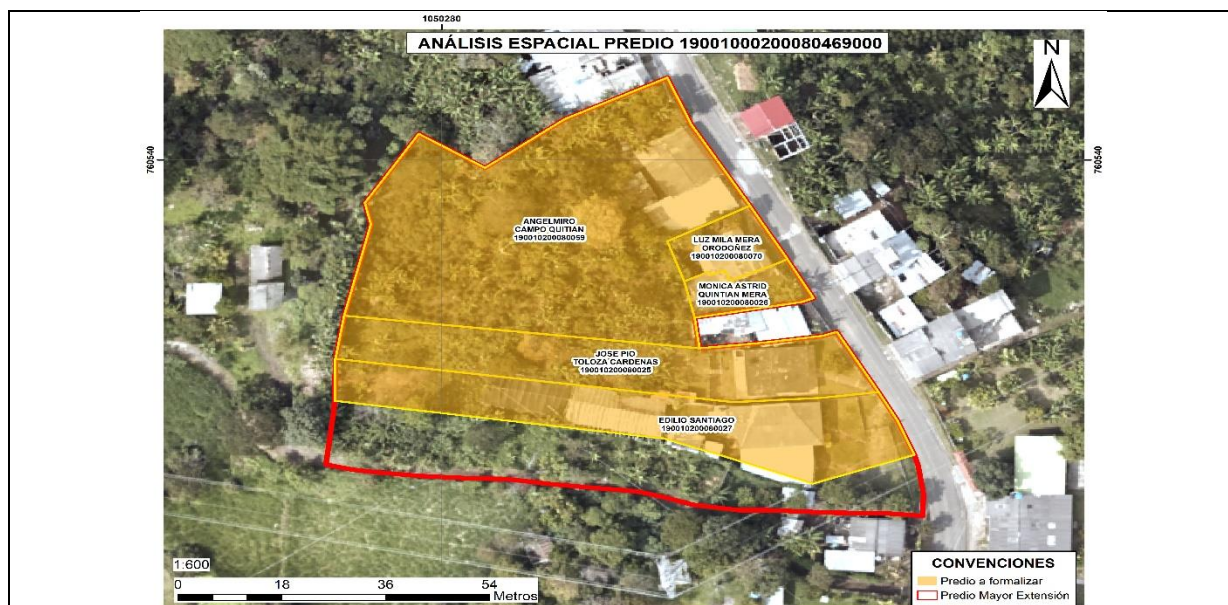 1050280
ANÁLISIS ESPACIAL PREDIO 19001000200080469000
N
760540
760540
ANGELMIRO
CAMPO QUITIAN
190010200080059
LUZ MILA MERA
ORODOÑEZ
190010200080070
MONICA ASTRID
QUINTIAN MERA
190010200080026
JOSE PIO
TOLOZA CARDENAS
190010200080025
EDILIO SANTIAGO
190010200080027
1:600
0 18 36 54
Metros
CONVENCIONES
Predio a formalizar
Predio Mayor Extensión